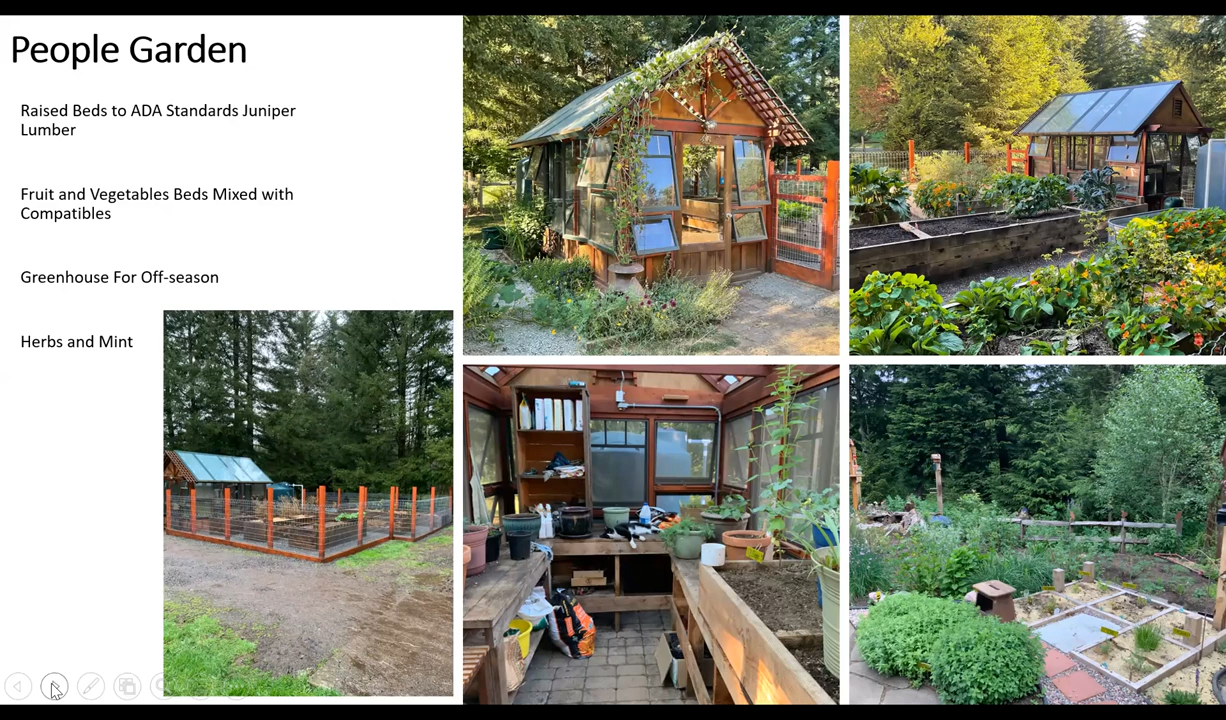 People Garden
Raised Beds to ADA Standards Juniper
Lumber
Fruit and Vegetables Beds Mixed with
Compatibles
Greenhouse For Off-season
Herbs and Mint